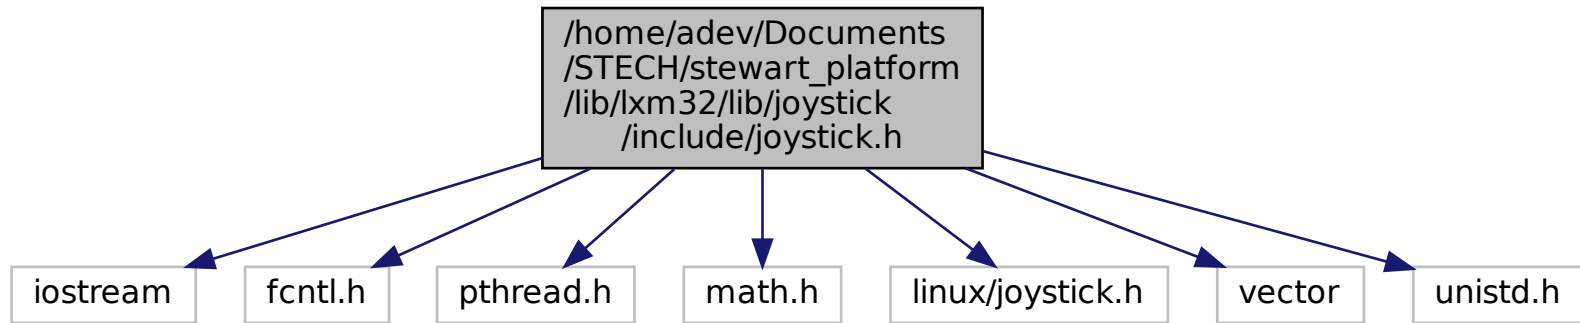 /home/adev/Documents
/STECH/stewart_platform
/lib/lxm32/lib/joystick
/include/joystick.h
iostream
fcntl.h
pthread.h
math.h
linux/joystick.h
vector
unistd.h